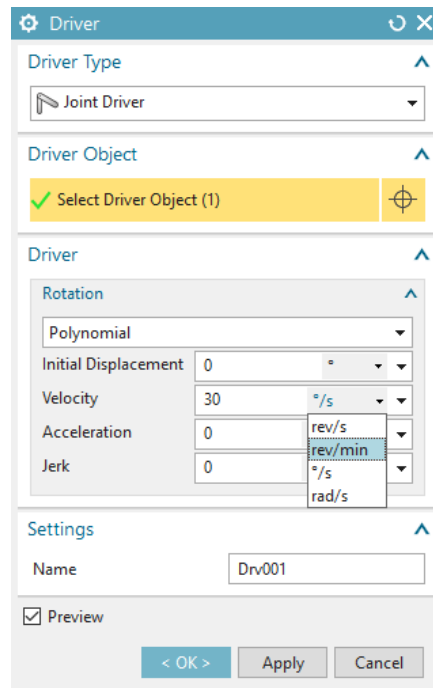 Driver
Driver Type
Joint Driver
Driver Object
Select Driver Object (1)
Driver
Rotation
Polynomial
Initial Displacement 0 °
Velocity 30 °/s
Acceleration 0 rev/s
rev/min
Jerk 0 °/s
rad/s
Settings
Name Drv001
Preview
< OK > Apply Cancel